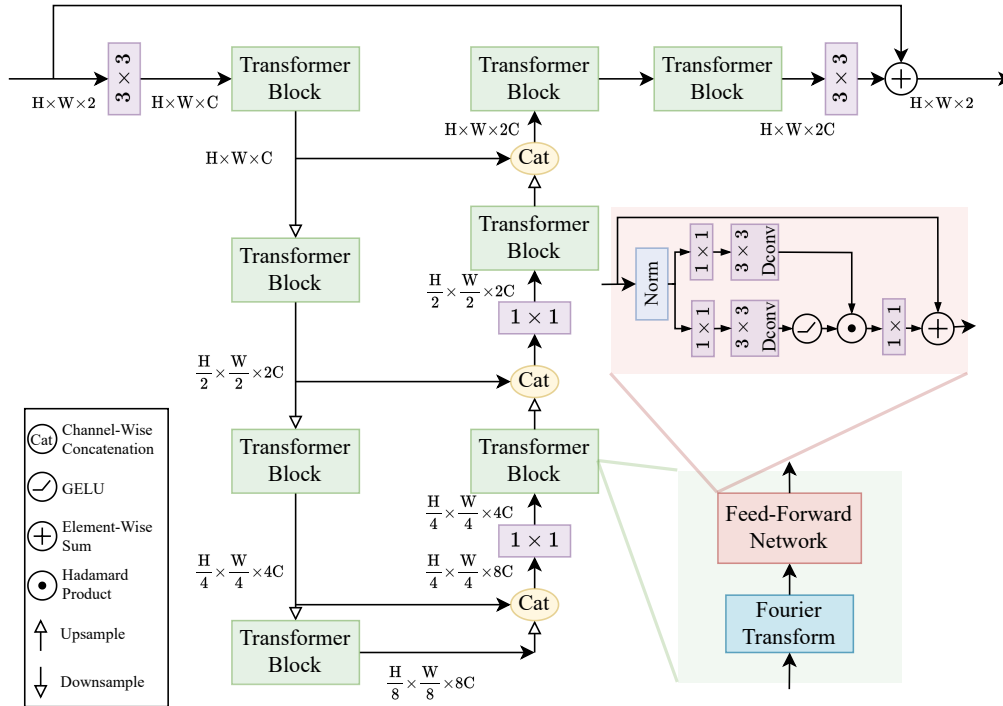 3 × 3
Transformer
Block
Transformer
Block
Transformer
Block
3 × 3
H×W×2
H×W×C
H×W×2C
H×W×2C
H×W×2
H×W×C
Cat
Transformer
Block
Transformer
Block
H/2 × W/2 × 2C
1 × 1
Norm
1 × 1
3 × 3
Dconv
1 × 1
3 × 3
Dconv
1 × 1
H/2 × W/2 × 2C
Cat
Transformer
Block
Transformer
Block
H/4 × W/4 × 4C
1 × 1
H/4 × W/4 × 4C
H/4 × W/4 × 8C
Cat
Transformer
Block
H/8 × W/8 × 8C
Feed-Forward
Network
Fourier
Transform
Cat
Channel-Wise
Concatenation
GELU
Element-Wise
Sum
Hadamard
Product
Upsample
Downsample